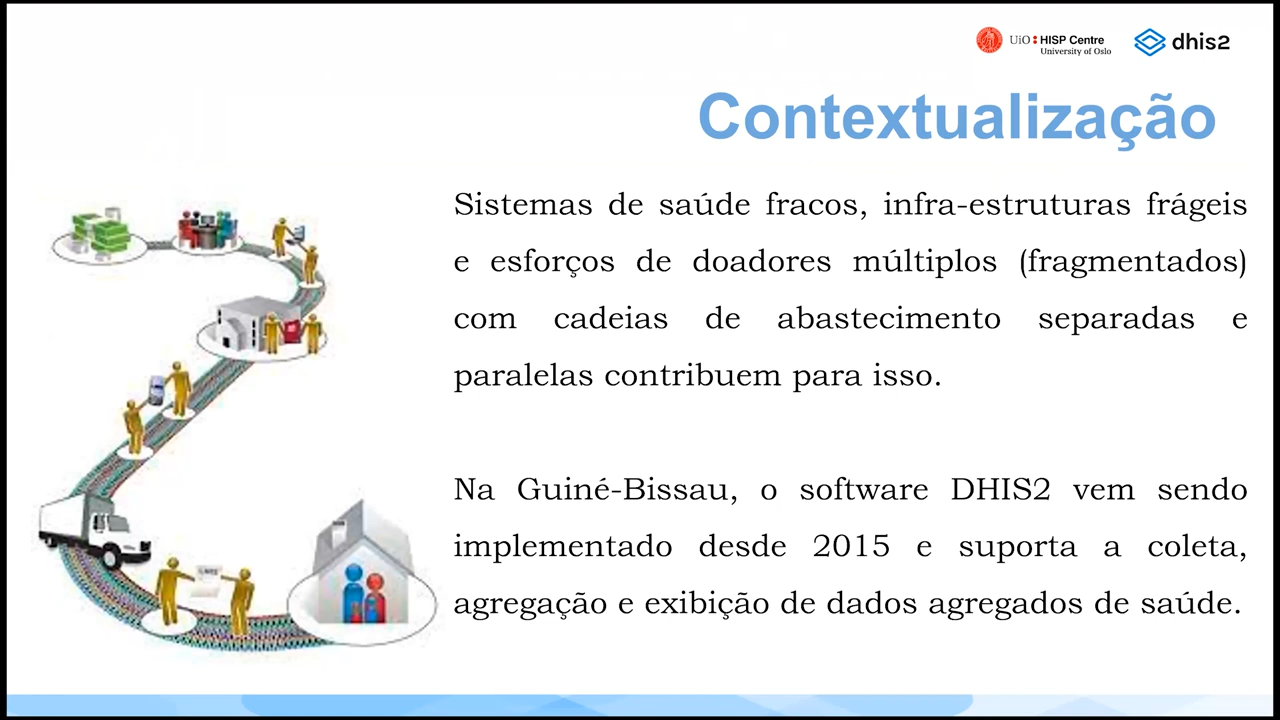 UiO HISP Centre
University of Oslo
dhis2
Contextualização
Sistemas de saúde fracos, infra-estruturas frágeis
e esforços de doadores múltiplos (fragmentados)
com cadeias de abastecimento separadas e
paralelas contribuem para isso.
Na Guiné-Bissau, o software DHIS2 vem sendo
implementado desde 2015 e suporta a coleta,
agregação e exibição de dados agregados de saúde.